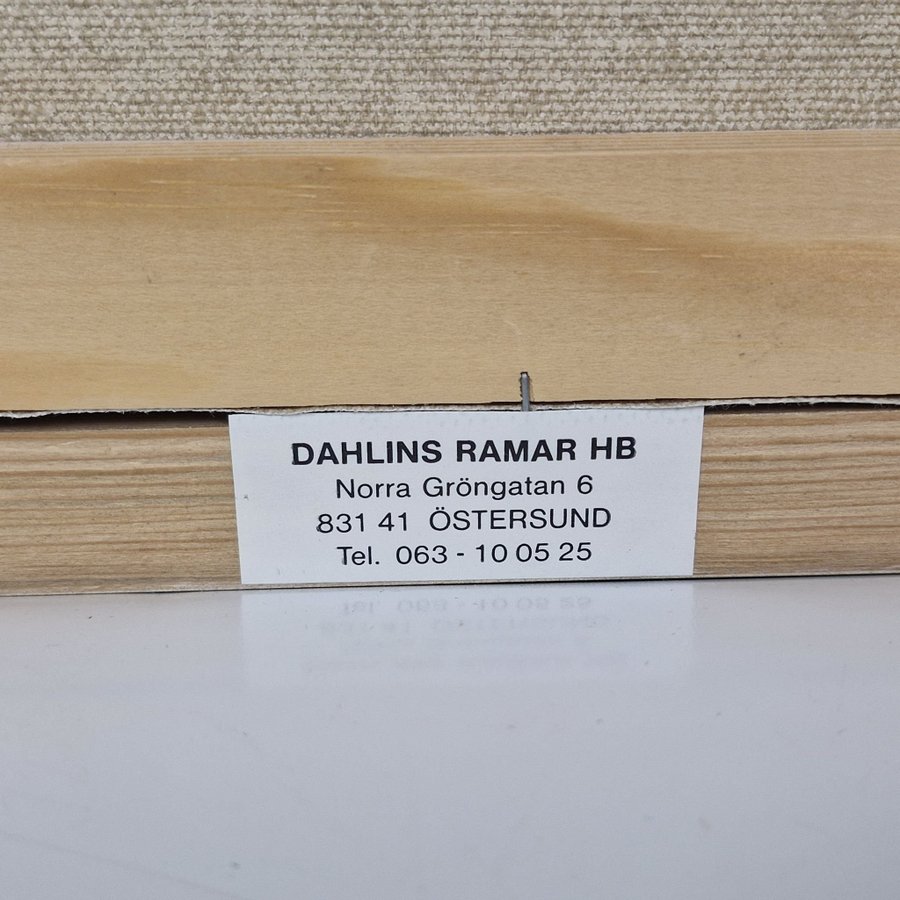 DAHLINS RAMAR HB
Norra Gröngatan 6
831 41 ÖSTERSUND
Tel. 063 - 10 05 25